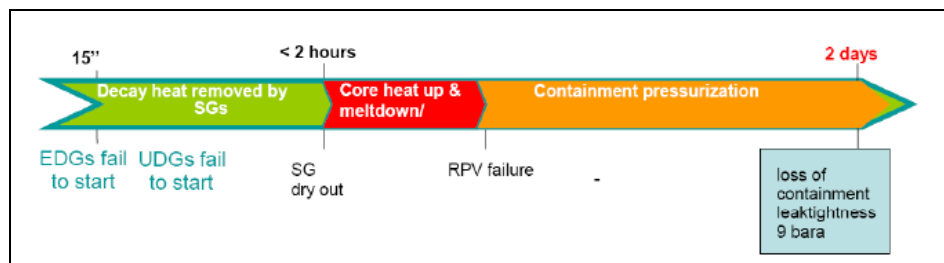 15’’
< 2 hours
2 days
Decay heat removed by
SGs
Core heat up &
meltdown/
Containment pressurization
EDGs fail
to start
UDGs fail
to start
SG
dry out
RPV failure
-
loss of
containment
leaktightness
9 bara